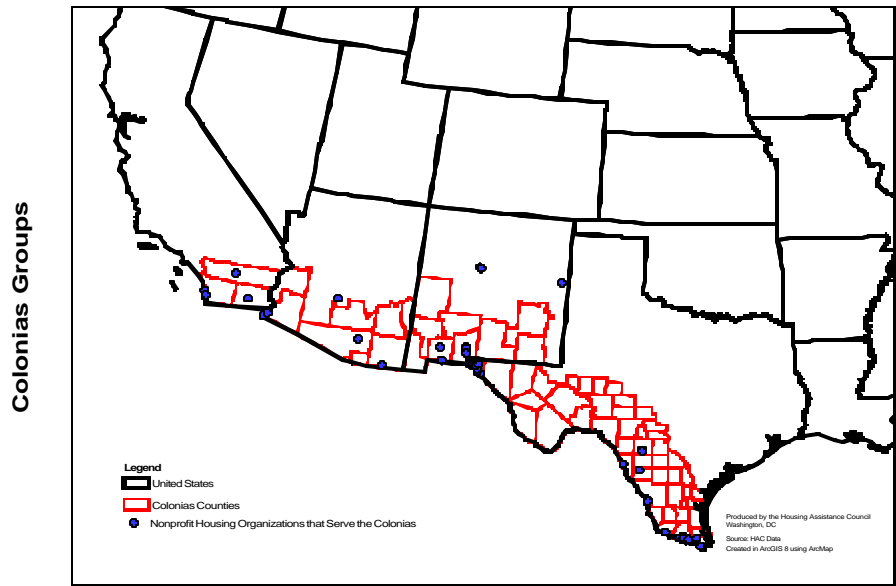 Colonias Groups
Legend
United States
Colonias Counties
Nonprofit Housing Organizations that Serve the Colonias
Produced by the Housing Assistance Council
Washington, DC
Source: HAC Data
Created in ArcGIS 8 using ArcMap